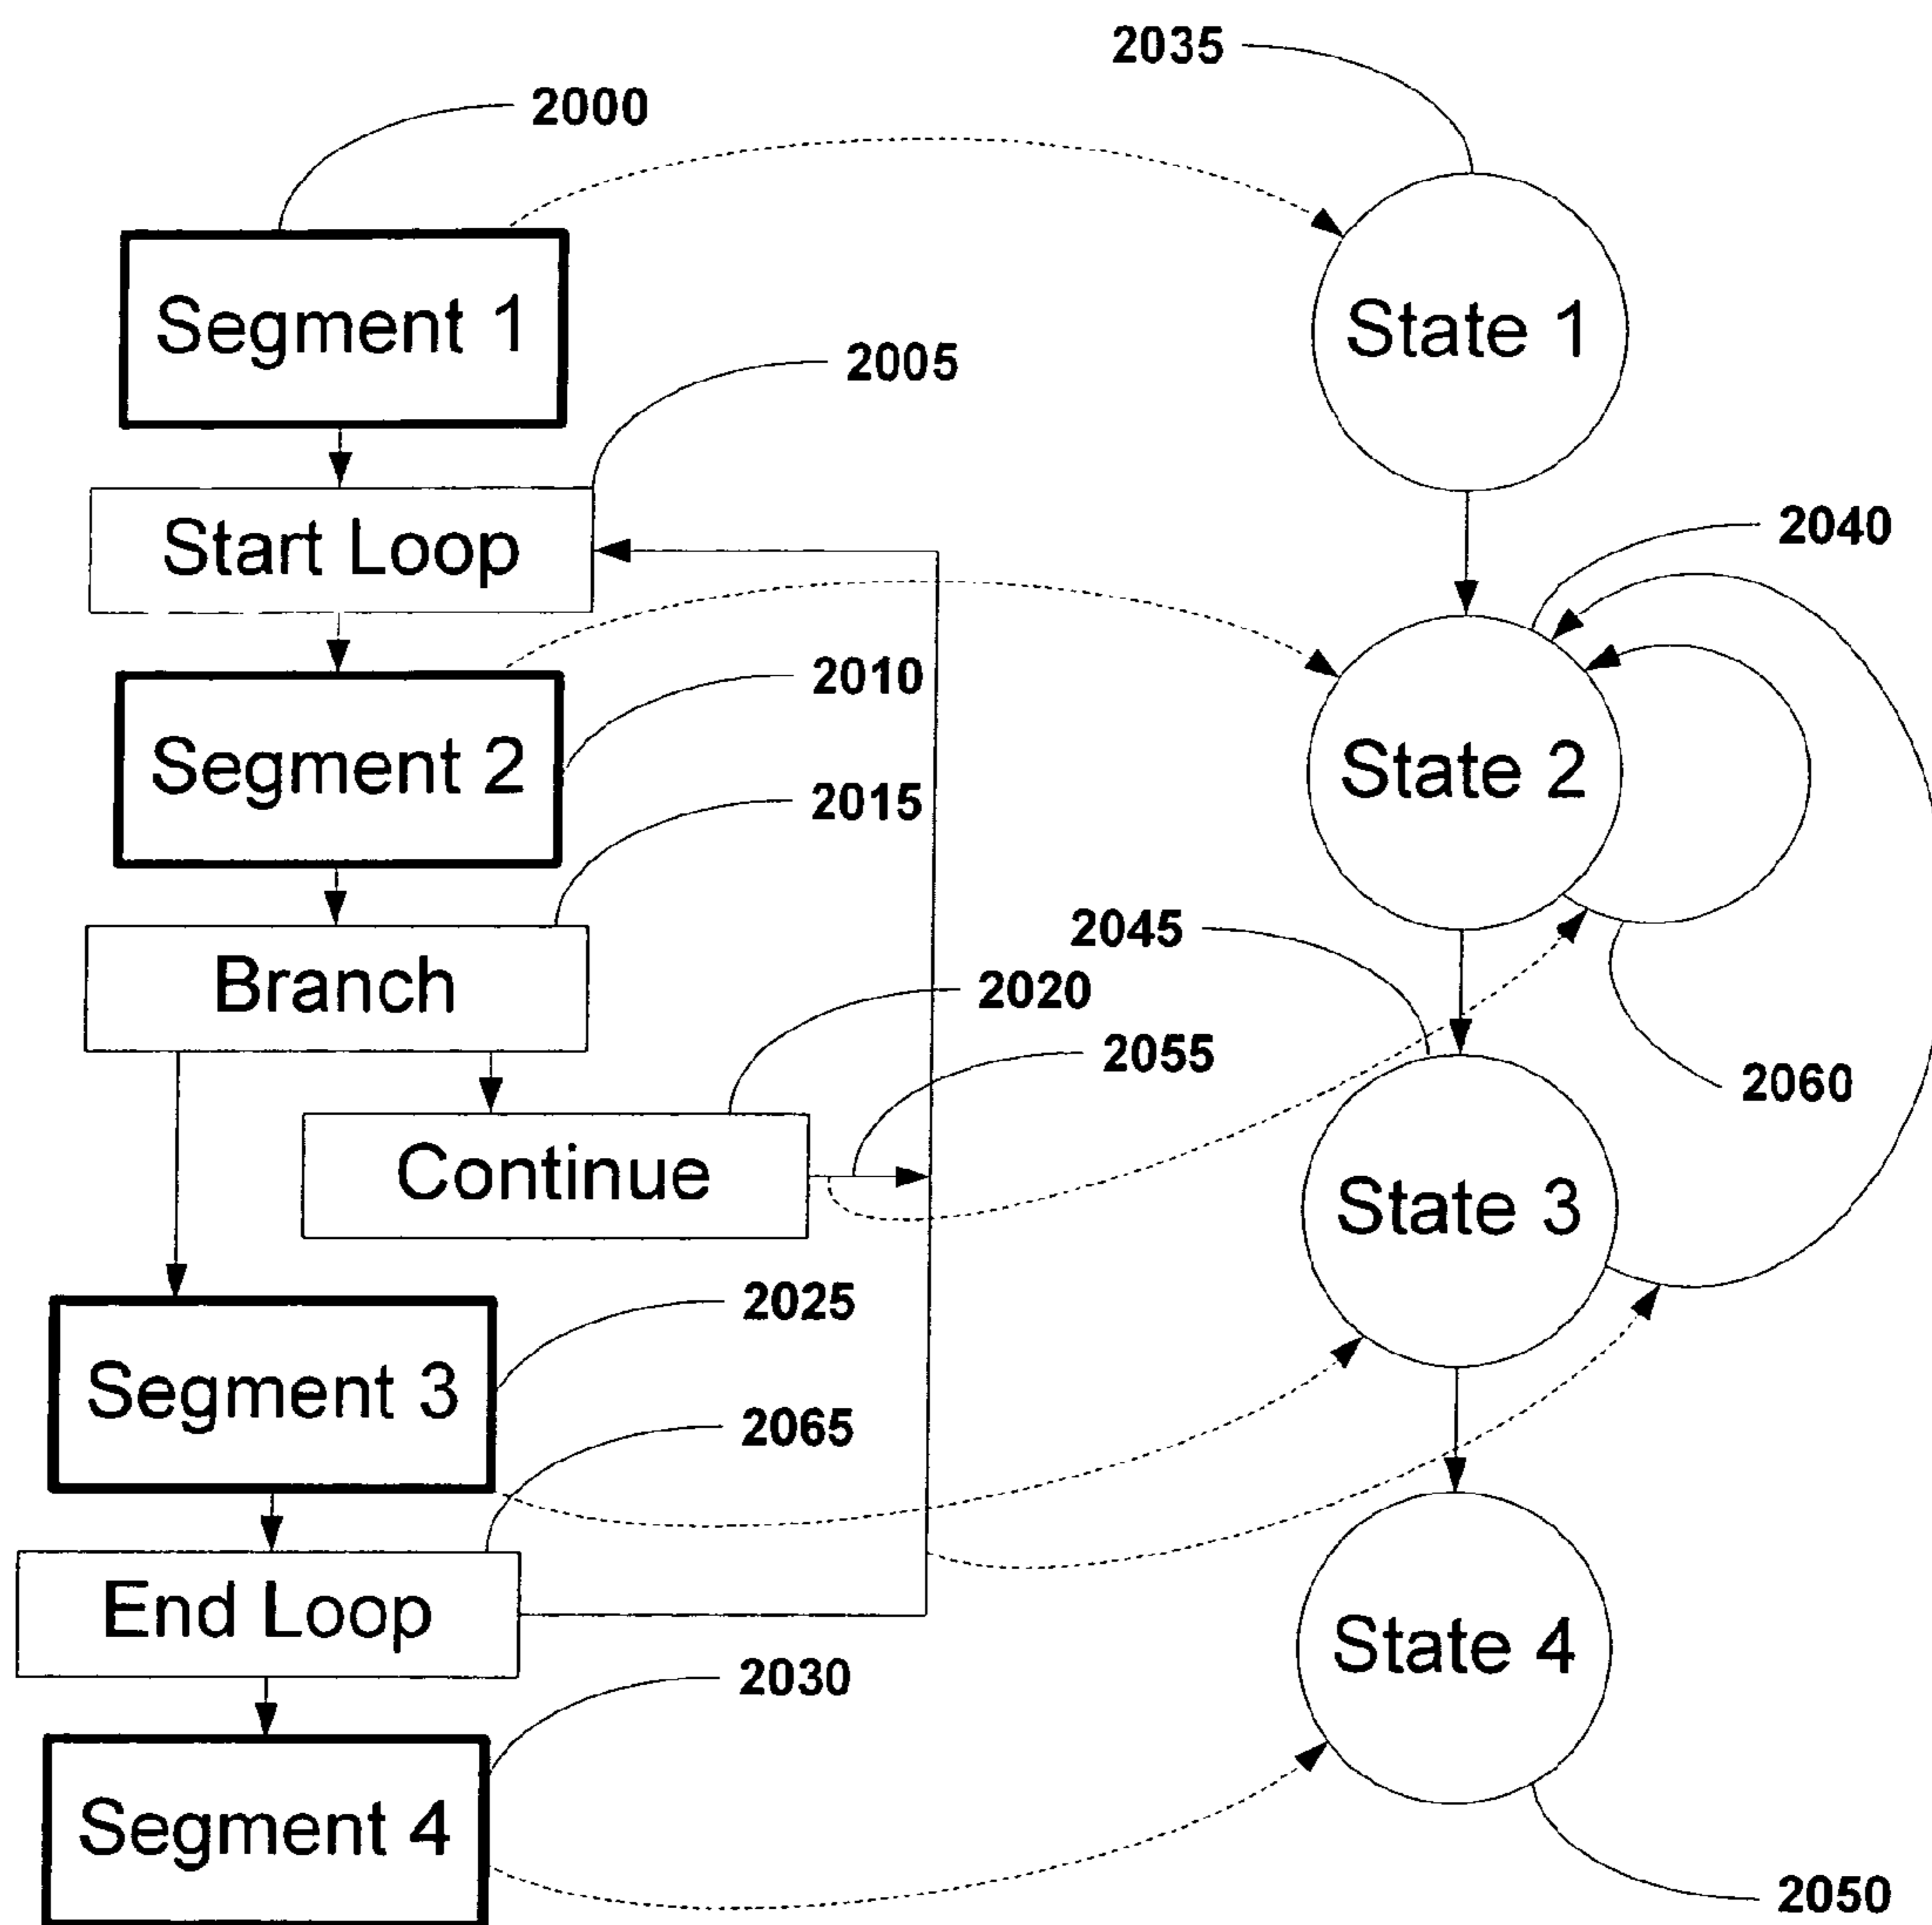 2035
2000
Segment 1
State 1
2005
Start Loop
2040
2010
Segment 2
State 2
2015
2045
Branch
2020
2055
2060
Continue
State 3
2025
Segment 3
2065
End Loop
State 4
2030
Segment 4
2050